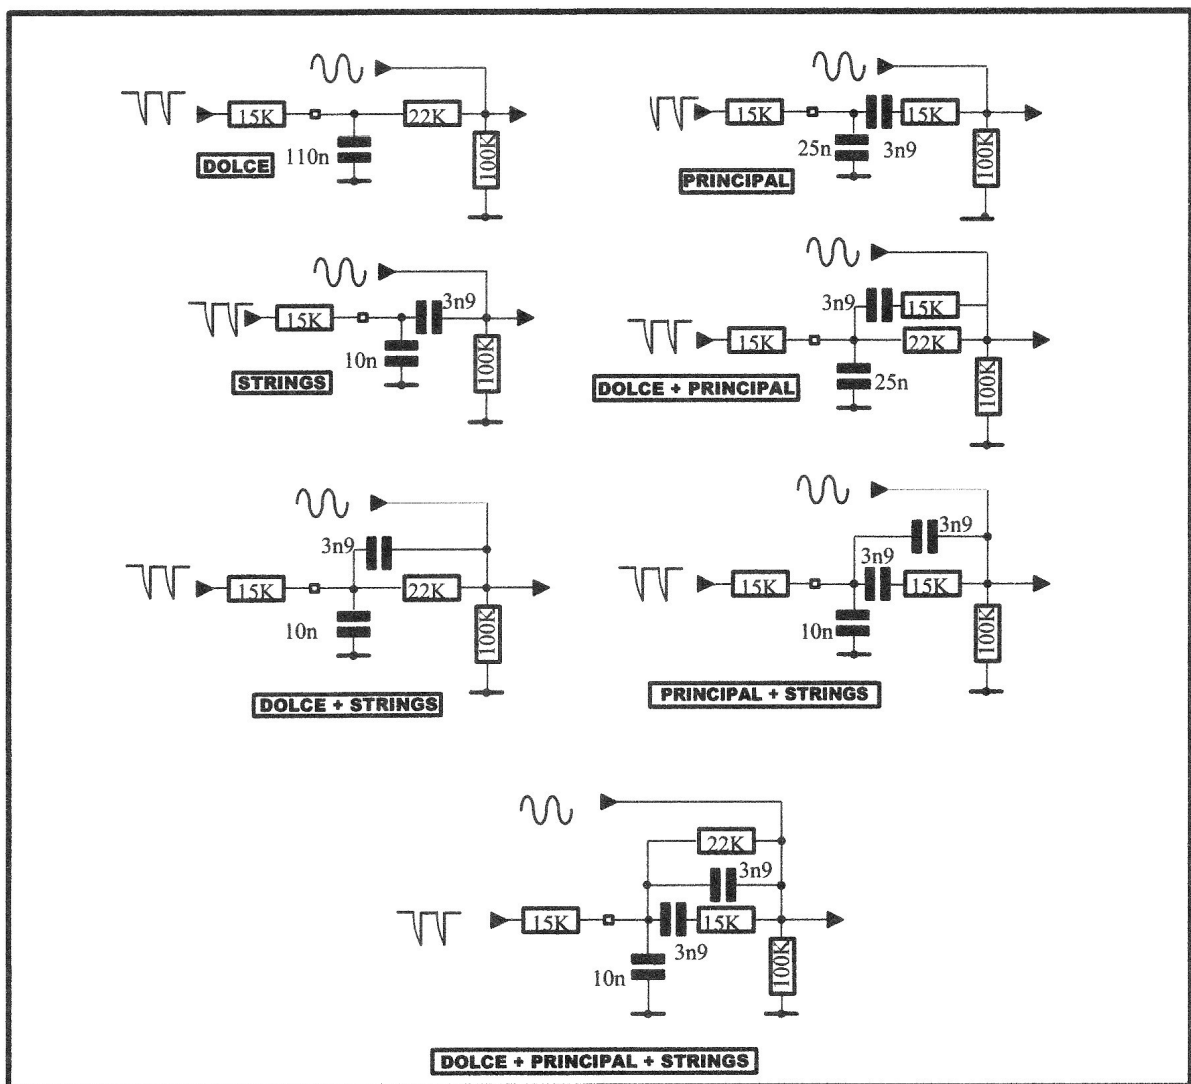 15K
22K
110n
100K
DOLCE
15K
25n
3n9
15K
100K
PRINCIPAL
15K
3n9
10n
100K
STRINGS
15K
3n9
15K
22K
25n
100K
DOLCE + PRINCIPAL
15K
3n9
22K
10n
100K
DOLCE + STRINGS
15K
3n9
3n9
15K
10n
100K
PRINCIPAL + STRINGS
22K
3n9
15K
15K
3n9
10n
100K
DOLCE + PRINCIPAL + STRINGS